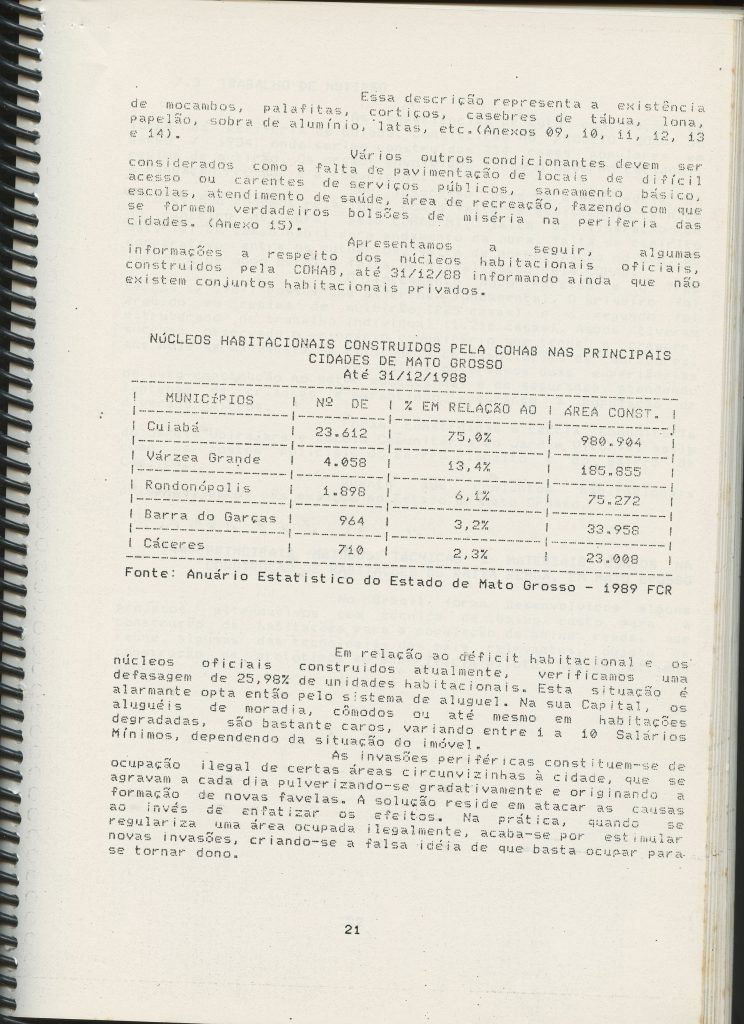 Essa descrição representa a existência
de mocambos, palafitas, cortiços, casebres de tábua, lona,
papelão, sobra de alumínio, latas, etc.(Anexos 09, 10, 11, 12, 13
e 14).
Vários outros condicionantes devem ser
considerados como a falta de pavimentação de locais de difícil
acesso ou carentes de serviços públicos, saneamento básico,
escolas, atendimento de saúde, área de recreação, fazendo com que
se formem verdadeiros bolsões de miséria na periferia das
cidades. (Anexo 15).
Apresentamos a seguir, algumas
informações a respeito dos núcleos habitacionais oficiais,
construidos pela COHAB, até 31/12/88 informando ainda que não
existem conjuntos habitacionais privados.
NÚCLEOS HABITACIONAIS CONSTRUIDOS PELA COHAB NAS PRINCIPAIS
CIDADES DE MATO GROSSO
Até 31/12/1988
MUNICÍPIOS | Nº DE | % EM RELAÇÃO AO | ÁREA CONST. |
Cuiabá | 23.612 | 75,0% | 980.904 |
Várzea Grande | 4.058 | 13,4% | 185.855 |
Rondonópolis | 1.898 | 6,1% | 75.272 |
Barra do Garças | 964 | 3,2% | 33.958 |
Cáceres | 710 | 2,3% | 23.008 |
Fonte: Anuário Estatistico do Estado de Mato Grosso - 1989 FCR
Em relação ao déficit habitacional e os
núcleos oficiais construidos atualmente, verificamos uma
defasagem de 25,98% de unidades habitacionais. Esta situação é
alarmante opta então pelo sistema de aluguel. Na sua Capital, os
aluguéis de moradia, cômodos ou até mesmo em habitações
degradadas, são bastante caros, variando entre 1 a 10 Salários
Mínimos, dependendo da situação do imóvel.
As invasões periféricas constituem-se de
ocupação ilegal de certas áreas circunvizinhas à cidade, que se
agravam a cada dia pulverizando-se gradativamente e originando a
formação de novas favelas. A solução reside em atacar as causas
ao invés de enfatizar os efeitos. Na prática, quando se
regulariza uma área ocupada ilegalmente, acaba-se por estimular
novas invasões, criando-se a falsa idéia de que basta ocupar para
se tornar dono.
21